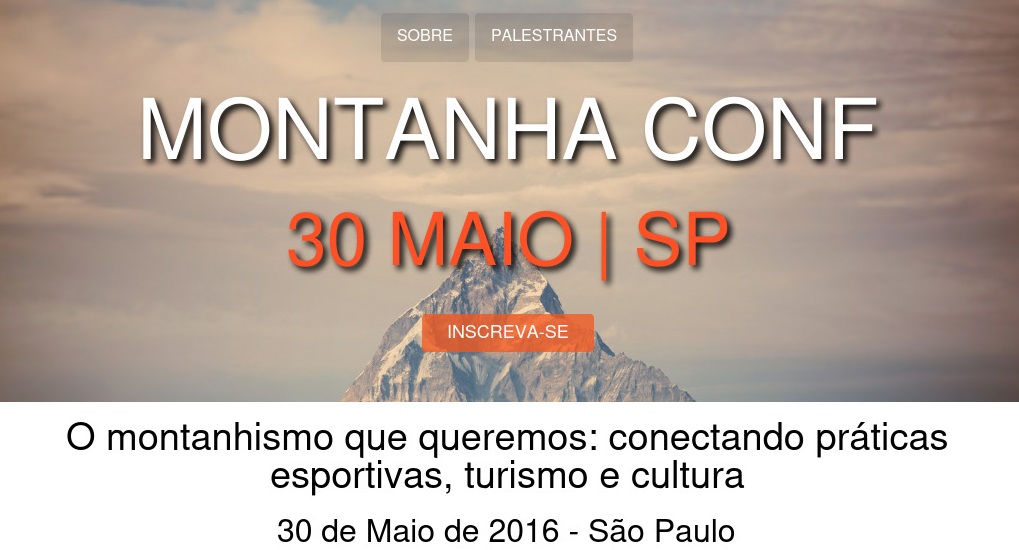 SOBRE PALESTRANTES
MONTANHA CONF
30 MAIO | SP
INSCREVA-SE
O montanhismo que queremos: conectando práticas
esportivas, turismo e cultura
30 de Maio de 2016 - São Paulo